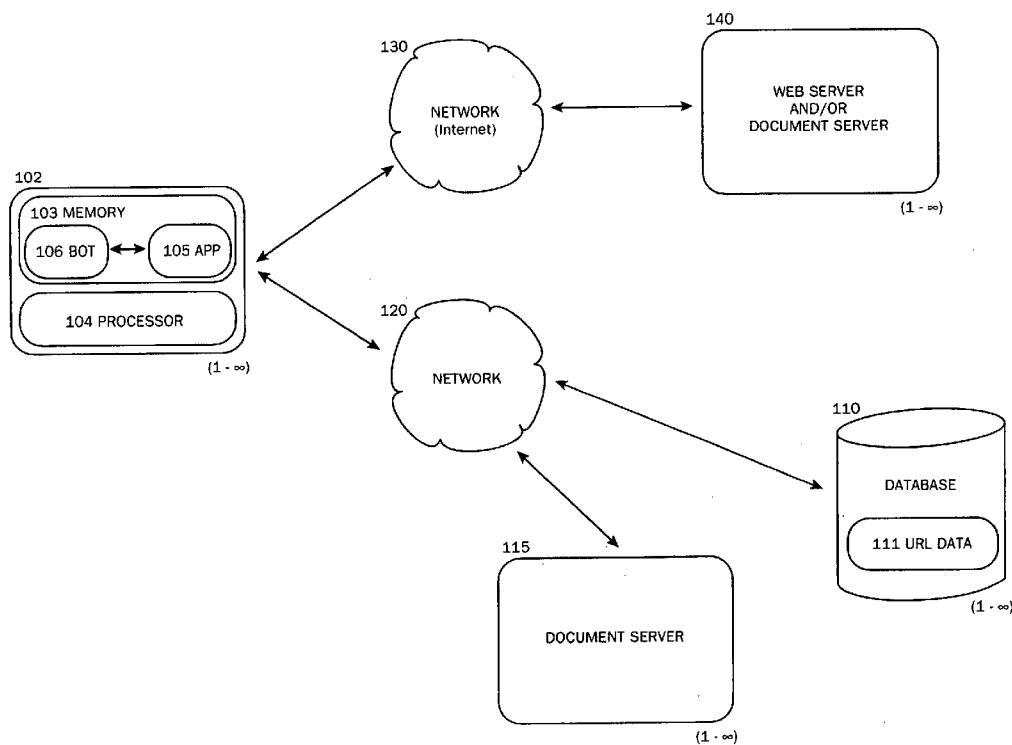 140
130
WEB SERVER
AND/OR
DOCUMENT SERVER
NETWORK
(Internet)
(1 - ∞)
102
103 MEMORY
106 BOT
105 APP
104 PROCESSOR
(1 - ∞)
120
NETWORK
110
DATABASE
111 URL DATA
(1 - ∞)
115
DOCUMENT SERVER
(1 - ∞)